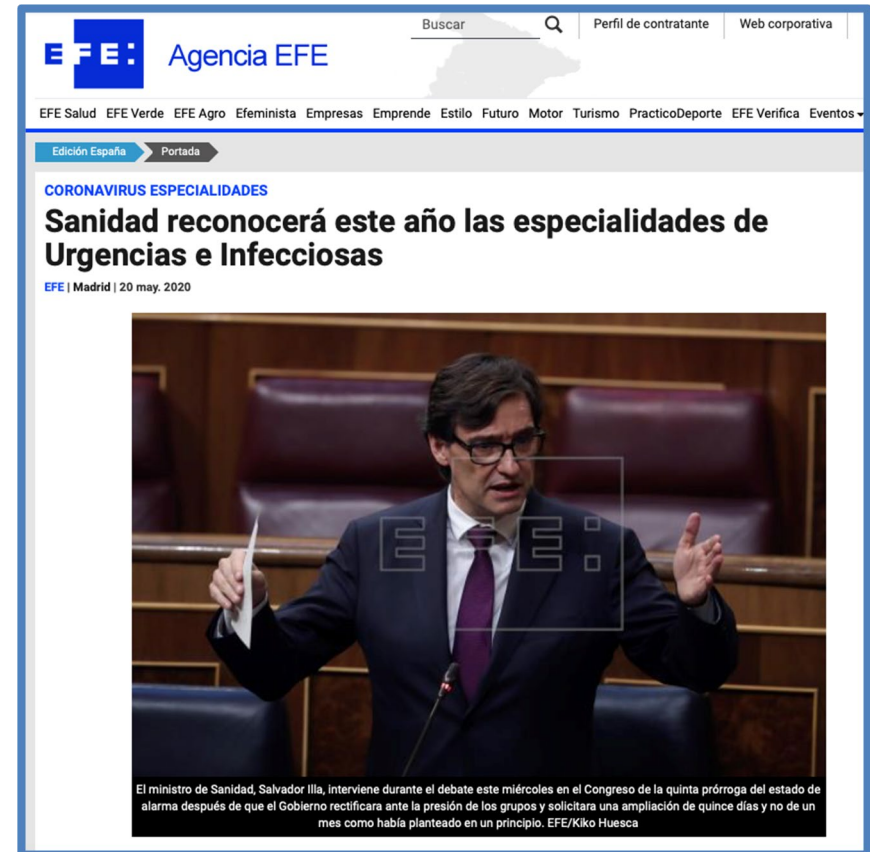 Buscar
Perfil de contratante
Web corporativa
EFE:
Agencia EFE
EFE Salud EFE Verde EFE Agro Efeminista Empresas Emprende Estilo Futuro Motor Turismo PracticoDeporte EFE Verifica Eventos
Edición España
Portada
CORONAVIRUS ESPECIALIDADES
Sanidad reconocerá este año las especialidades de
Urgencias e Infecciosas
EFE | Madrid | 20 may. 2020
EFE:
El ministro de Sanidad, Salvador Illa, interviene durante el debate este miércoles en el Congreso de la quinta prórroga del estado de
alarma después de que el Gobierno rectificara ante la presión de los grupos y solicitara una ampliación de quince días y no de un
mes como había planteado en un principio. EFE/Kiko Huesca